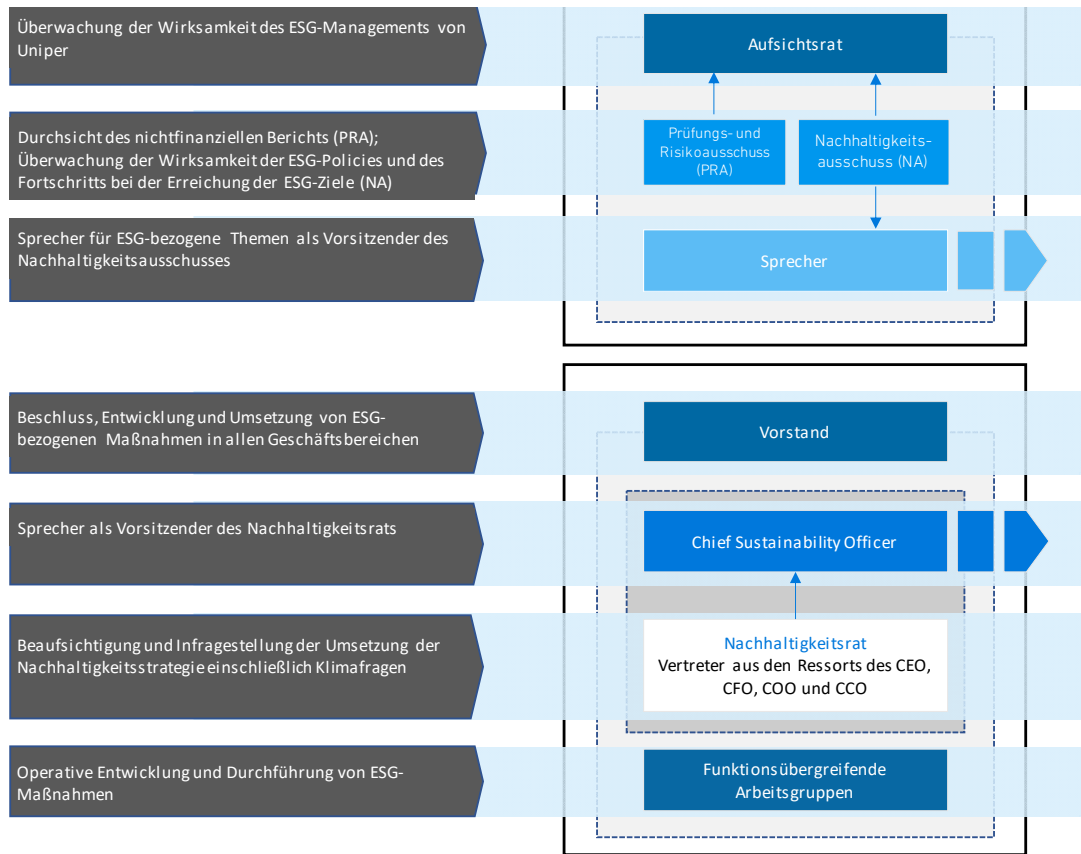 Überwachung der Wirksamkeit des ESG-Managements von
Uniper
Aufsichtsrat
Durchsicht des nichtfinanziellen Berichts (PRA);
Überwachung der Wirksamkeit der ESG-Policies und des
Fortschritts bei der Erreichung der ESG-Ziele (NA)
Prüfungs- und
Risikoausschuss
(PRA)
Nachhaltigkeits-
ausschuss (NA)
Sprecher für ESG-bezogene Themen als Vorsitzender des
Nachhaltigkeitsausschusses
Sprecher
Beschluss, Entwicklung und Umsetzung von ESG-
bezogenen Maßnahmen in allen Geschäftsbereichen
Vorstand
Sprecher als Vorsitzender des Nachhaltigkeitsrats
Chief Sustainability Officer
Beaufsichtigung und Infragestellung der Umsetzung der
Nachhaltigkeitsstrategie einschließlich Klimafragen
Nachhaltigkeitsrat
Vertreter aus den Ressorts des CEO,
CFO, COO und CCO
Operative Entwicklung und Durchführung von ESG-
Maßnahmen
Funktionsübergreifende
Arbeitsgruppen